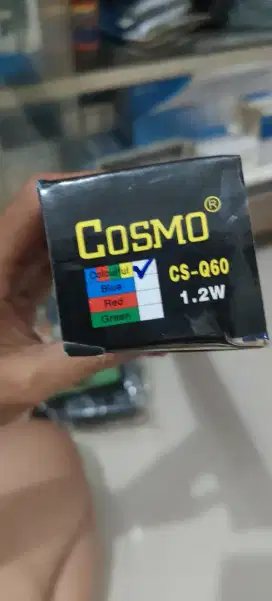 COSMO®
Colourful
CS-Q60
Blue
1.2W
Red
Green